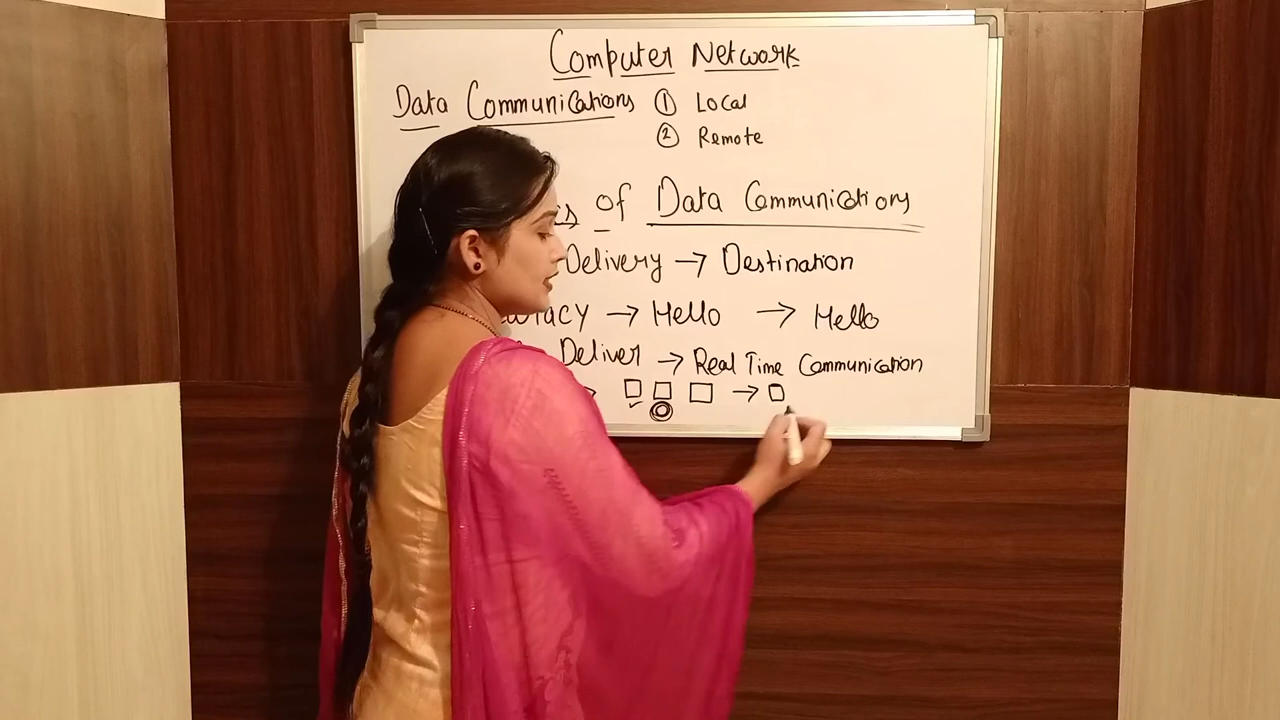 Computer Network
Data Communications ① Local
② Remote
of Data Communications
Delivery → Destination
→ Hello → Hello
Deliver → Real Time Communication